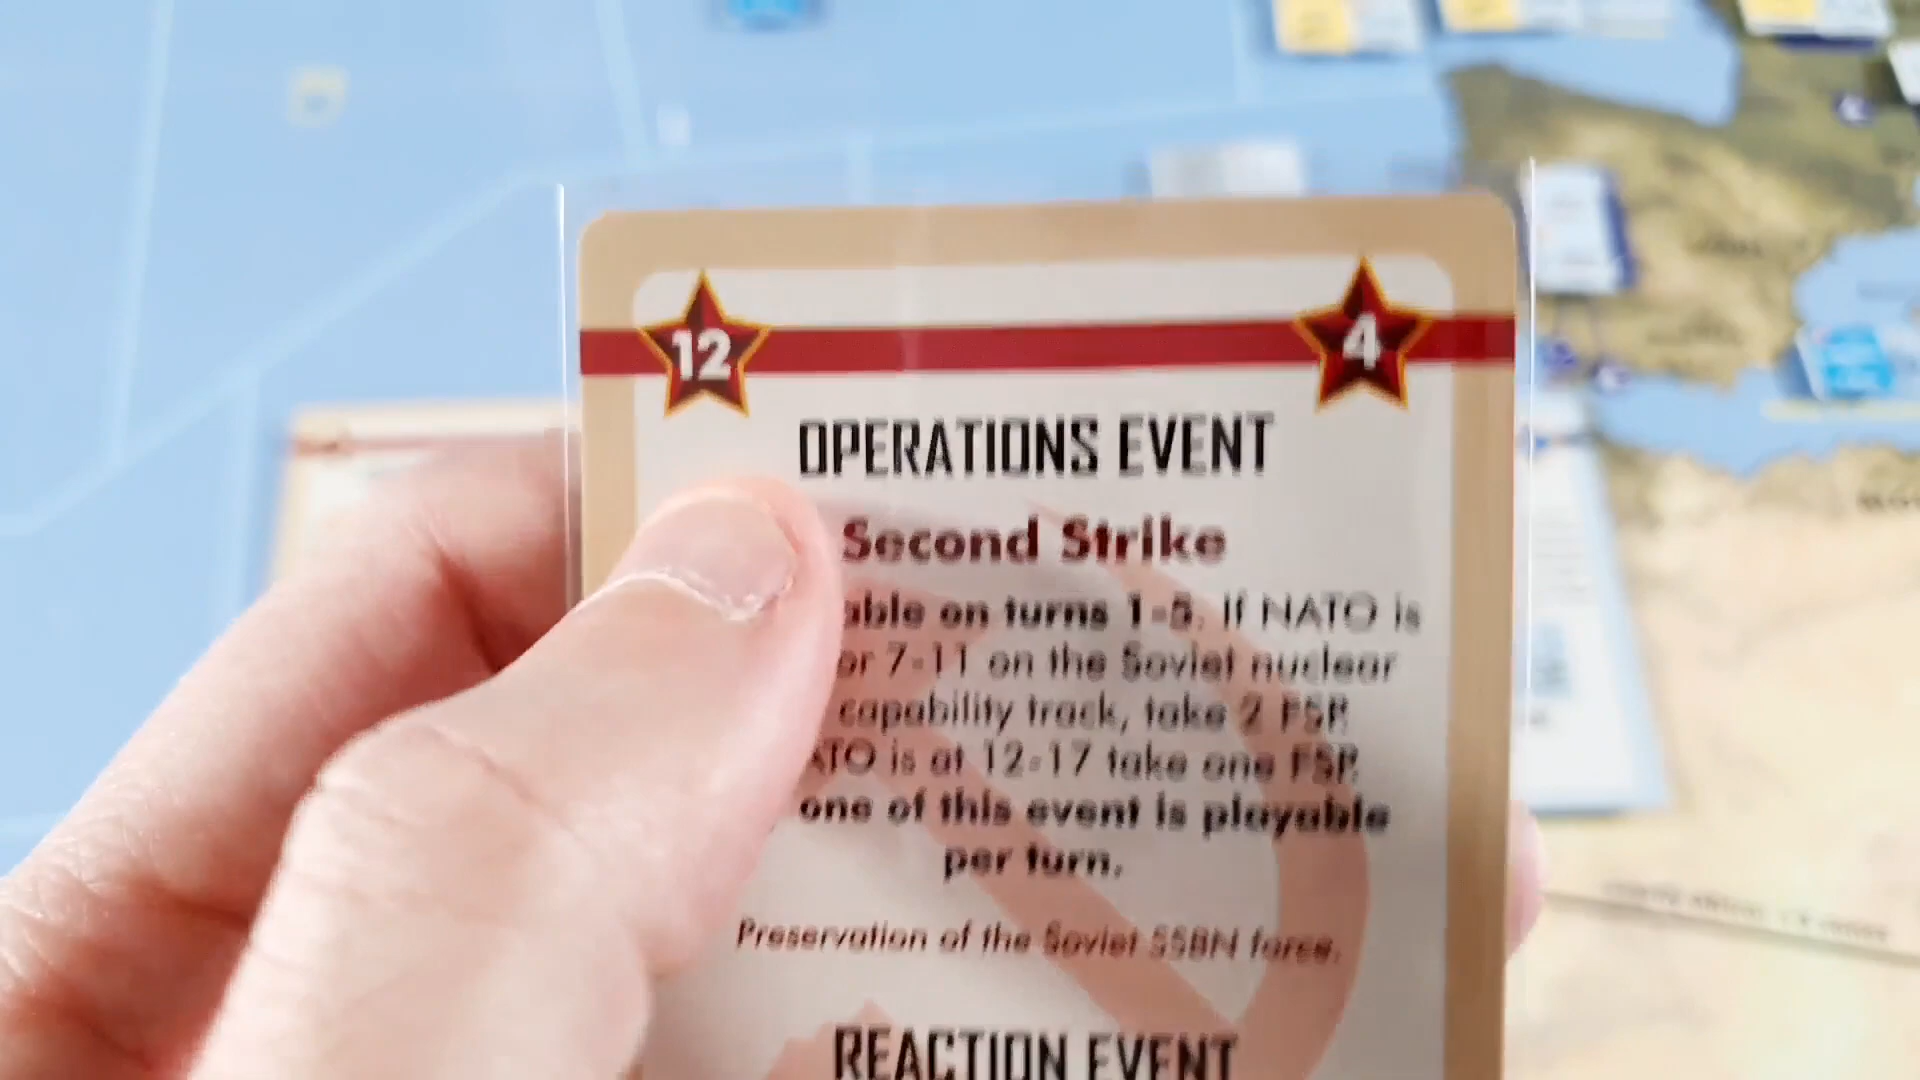 12 4
OPERATIONS EVENT
Second Strike
able on turns 1-5. If NATO is
or 7-11 on the Soviet nuclear
capability track, take 2 FSP.
ATO is at 12-17 take one FSP.
one of this event is playable
per turn.
Preservation of the Soviet SSBN force.
REACTION EVENT